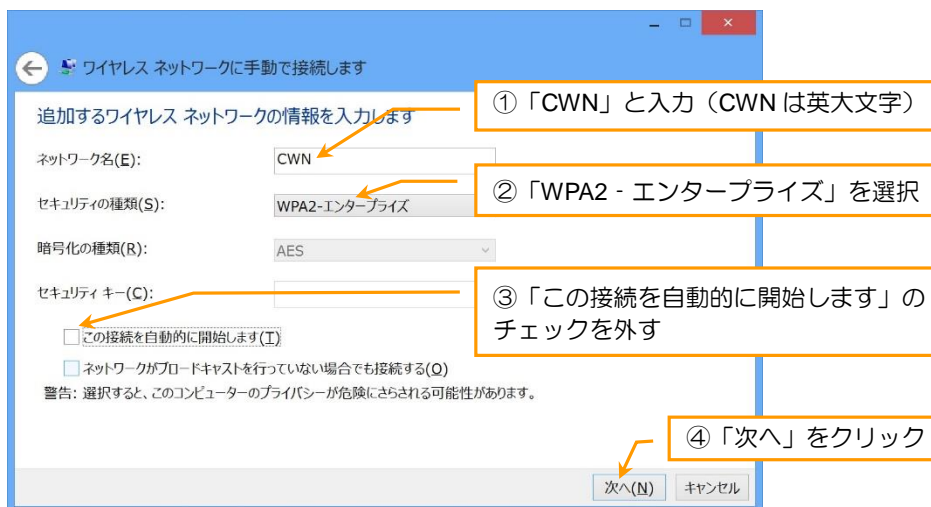 ワイヤレス ネットワークに手動で接続します
追加するワイヤレス ネットワークの情報を入力します
①「CWN」と入力（CWN は英大文字）
ネットワーク名(E):
CWN
②「WPA2‐エンタープライズ」を選択
セキュリティの種類(S):
WPA2-エンタープライズ
暗号化の種類(R):
AES
セキュリティ キー(C):
③「この接続を自動的に開始します」の
チェックを外す
この接続を自動的に開始します(T)
ネットワークがブロードキャストを行っていない場合でも接続する(O)
警告: 選択すると、このコンピューターのプライバシーが危険にさらされる可能性があります。
④「次へ」をクリック
次へ(N)
キャンセル